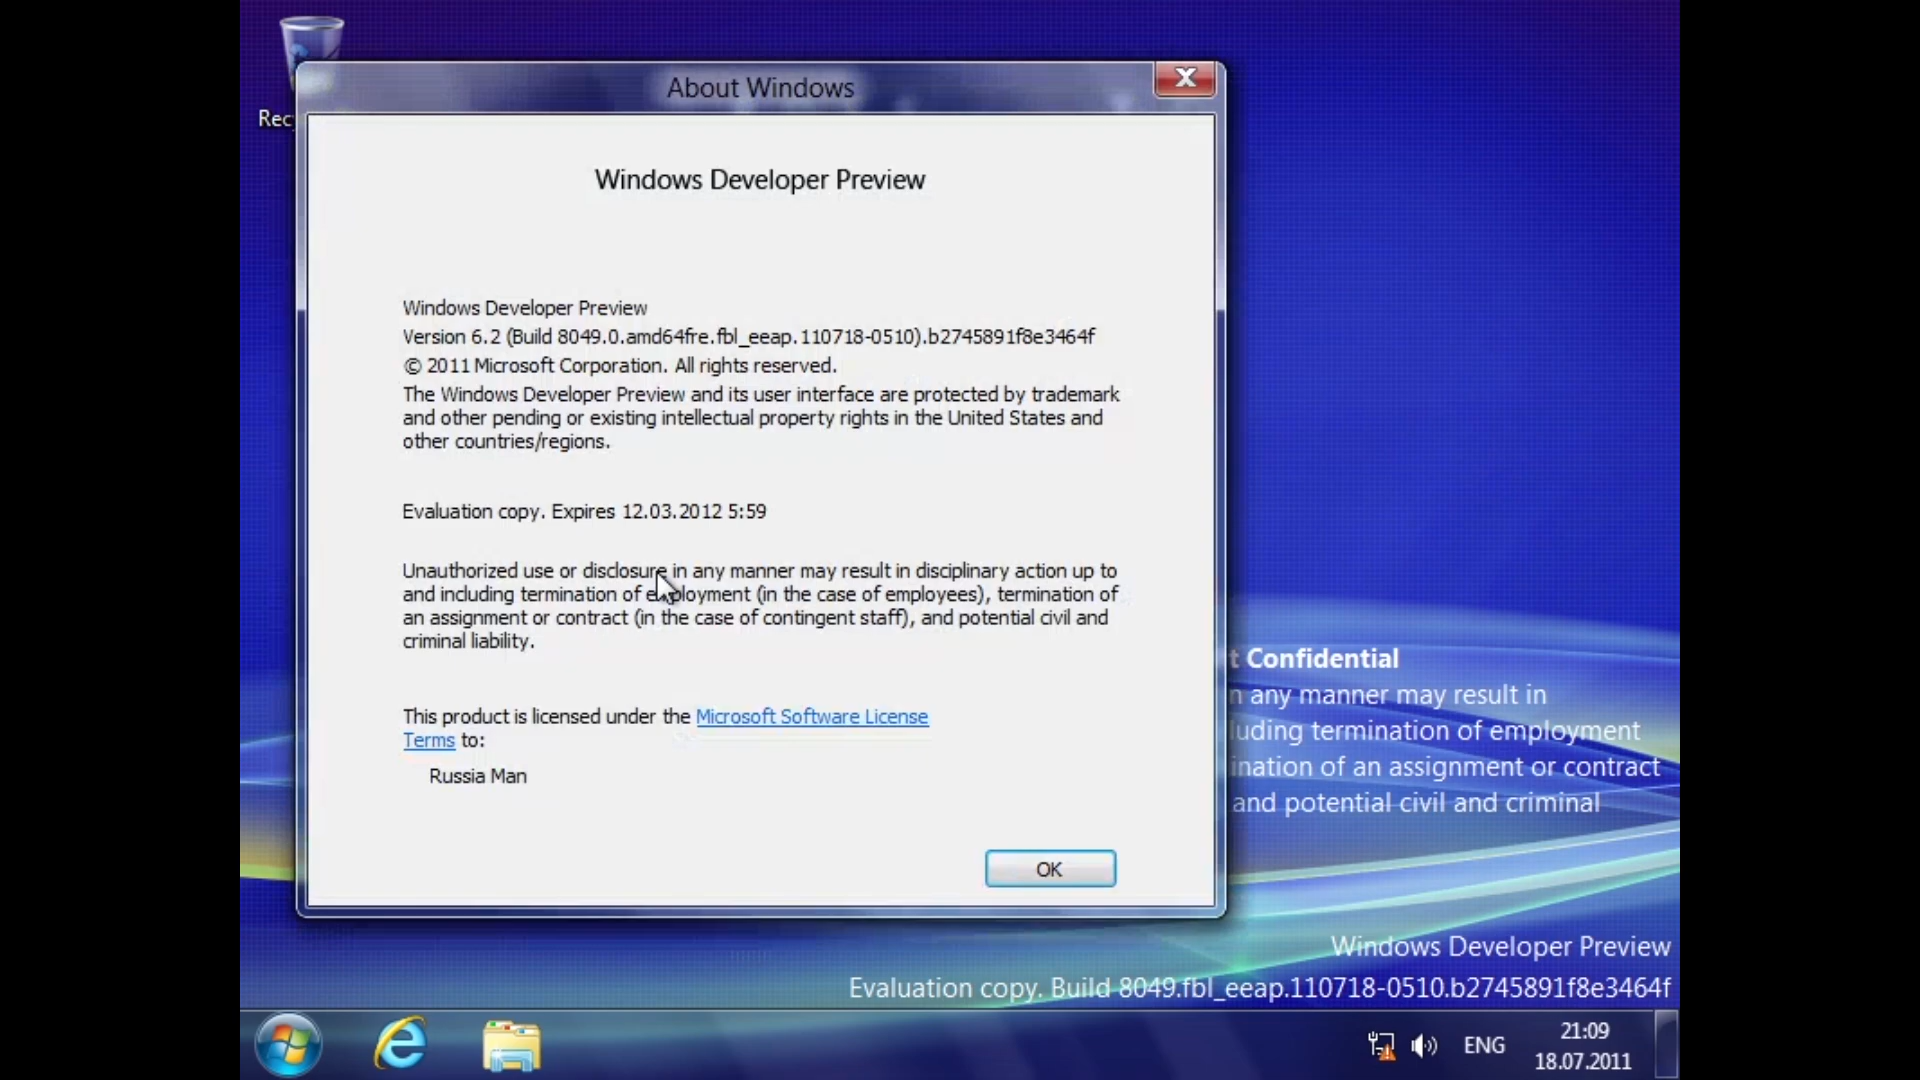 Rec
About Windows
Windows Developer Preview
Windows Developer Preview
Version 6.2 (Build 8049.0.amd64fre.fbl_eeap.110718-0510).b2745891f8e3464f
© 2011 Microsoft Corporation. All rights reserved.
The Windows Developer Preview and its user interface are protected by trademark
and other pending or existing intellectual property rights in the United States and
other countries/regions.
Evaluation copy. Expires 12.03.2012 5:59
Unauthorized use or disclosure in any manner may result in disciplinary action up to
and including termination of employment (in the case of employees), termination of
an assignment or contract (in the case of contingent staff), and potential civil and
criminal liability.
This product is licensed under the Microsoft Software License
Terms to:
Russia Man
OK
t Confidential
n any manner may result in
luding termination of employment
ination of an assignment or contract
and potential civil and criminal
Windows Developer Preview
Evaluation copy. Build 8049.fbl_eeap.110718-0510.b2745891f8e3464f
ENG
21:09
18.07.2011